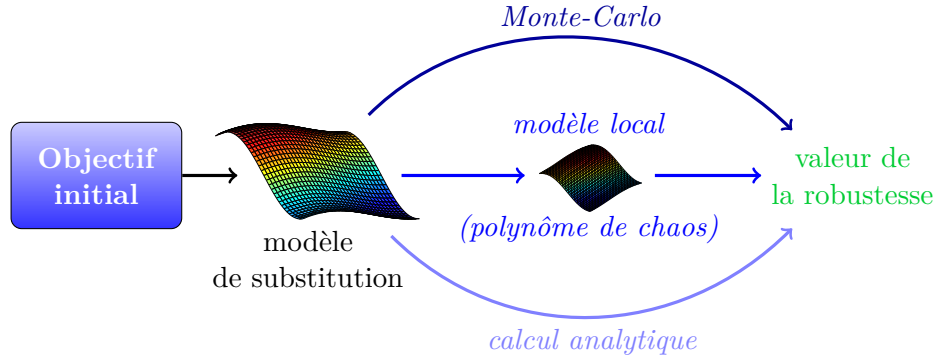 Monte-Carlo
Objectif
initial
modèle local
(polynôme de chaos)
valeur de
la robustesse
modèle
de substitution
calcul analytique